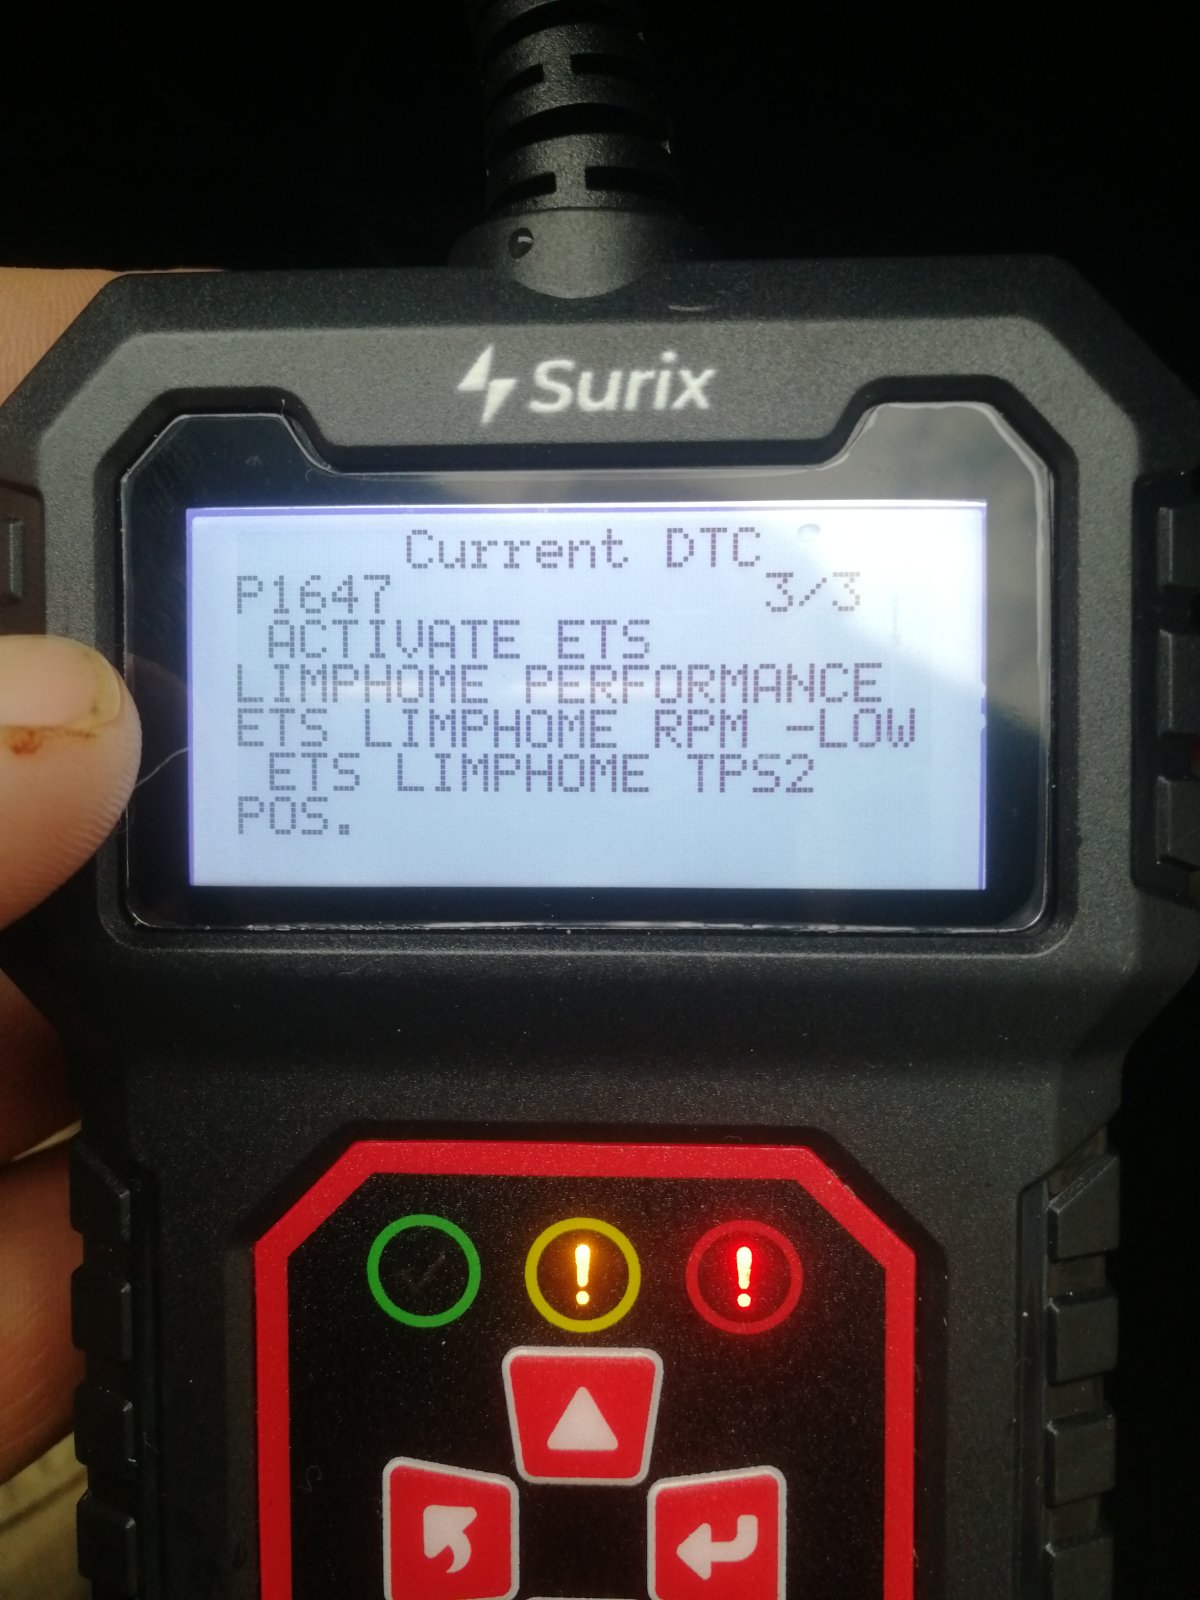 Surix
Current DTC
P1647 3/3
ACTIVATE ETS
LIMPHOME PERFORMANCE
ETS LIMPHOME RPM -LOW
ETS LIMPHOME TPS2
POS.